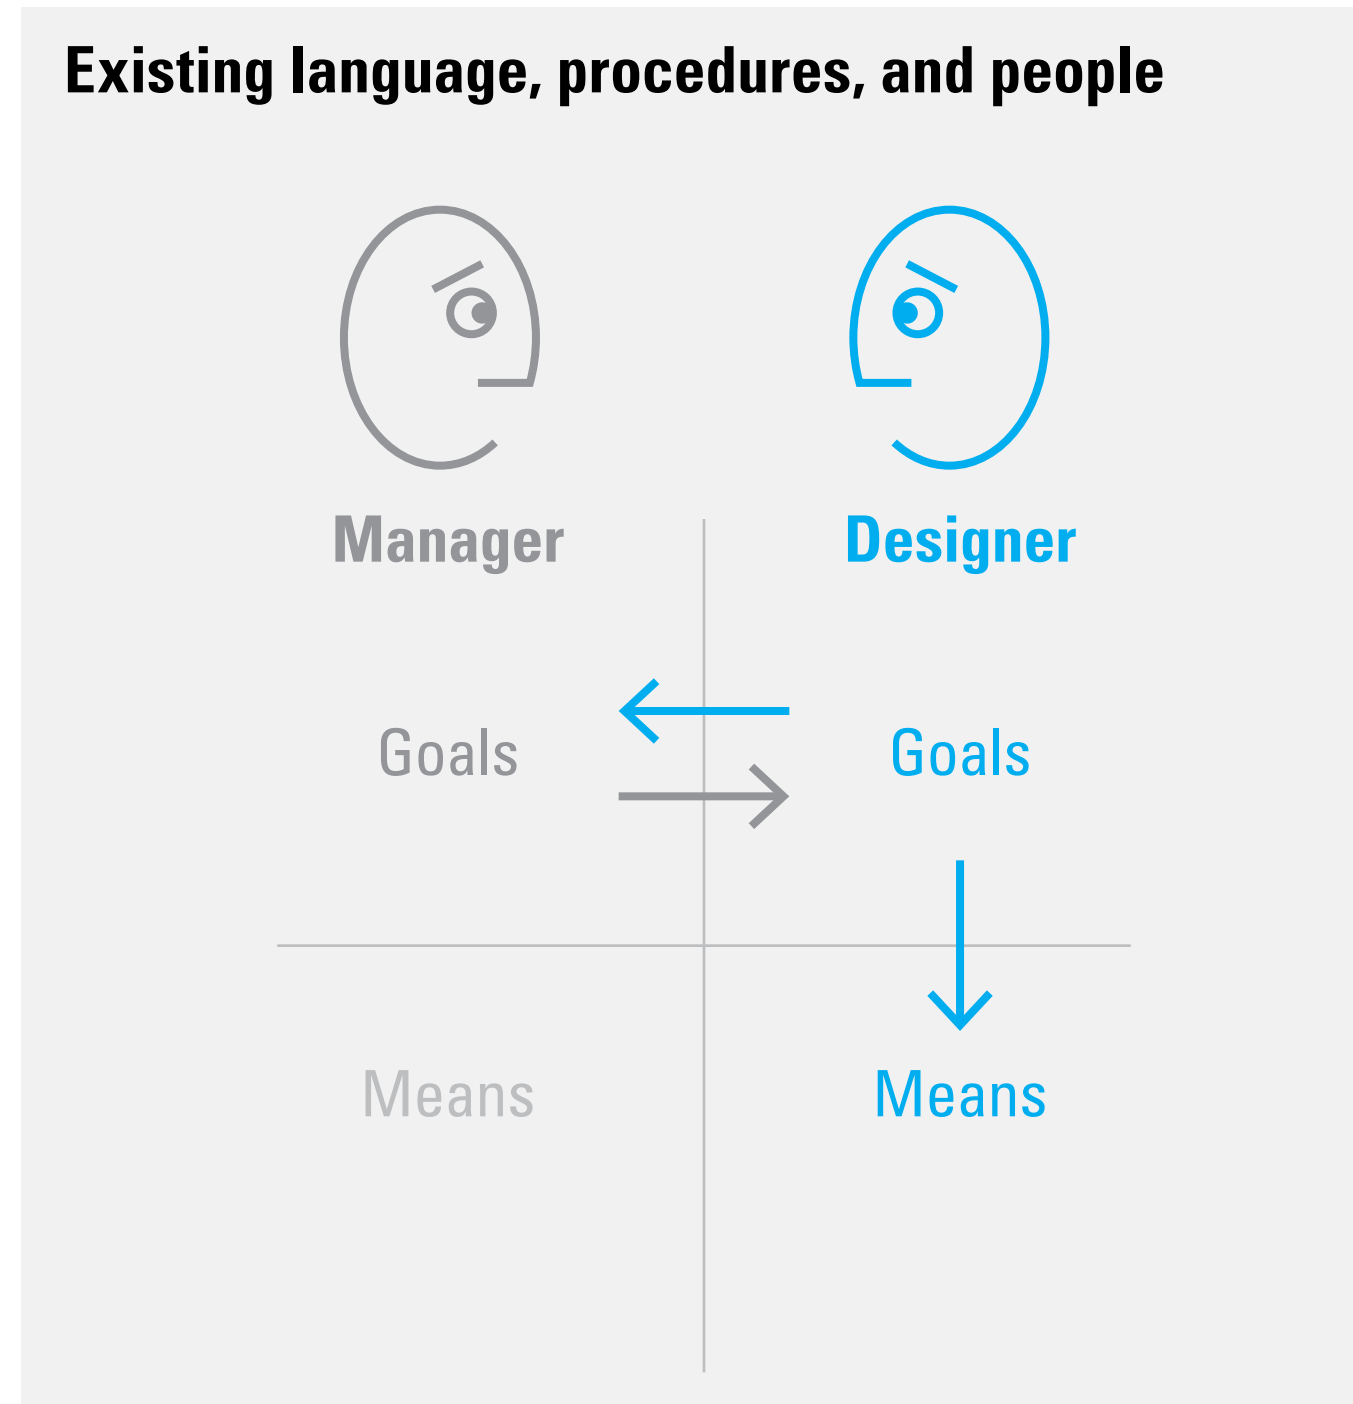 Existing language, procedures, and people
Manager
Designer
Goals
Goals
Means
Means